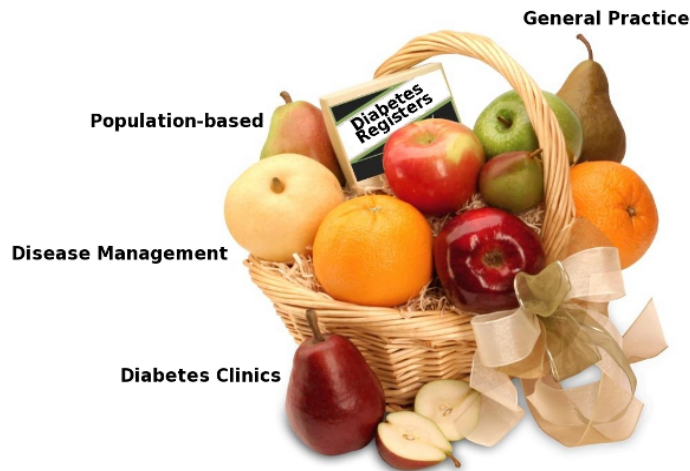 General Practice
Diabetes
Registers
Population-based
Disease Management
Diabetes Clinics